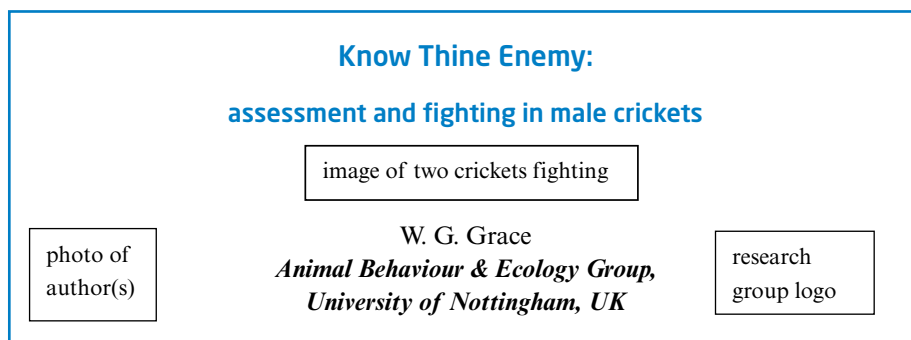 Know Thine Enemy:
assessment and fighting in male crickets
image of two crickets fighting
photo of
author(s)
W. G. Grace
Animal Behaviour & Ecology Group,
University of Nottingham, UK
research
group logo